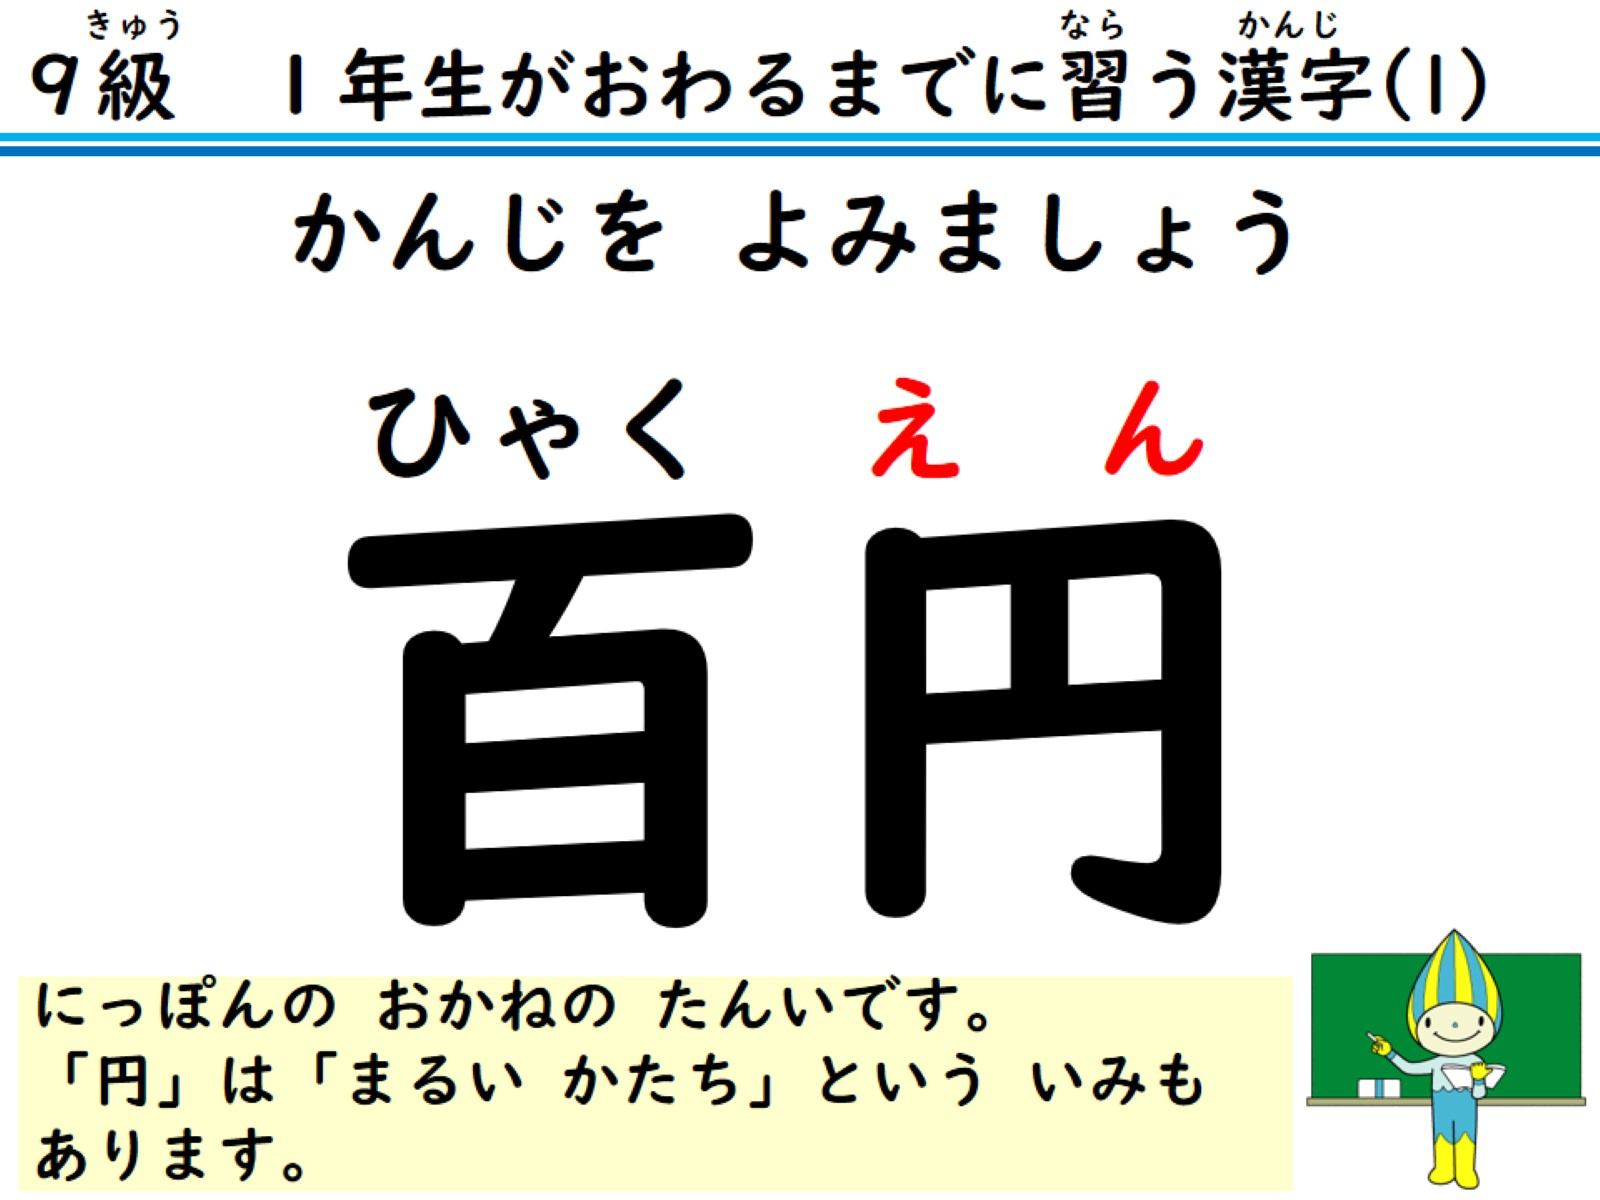 きゅう なら かんじ
9級 1年生がおわるまでに習う漢字(1)
かんじを よみましょう
ひゃく えん
百円
にっぽんの おかねの たんいです。
「円」は「まるい かたち」という いみも
あります。